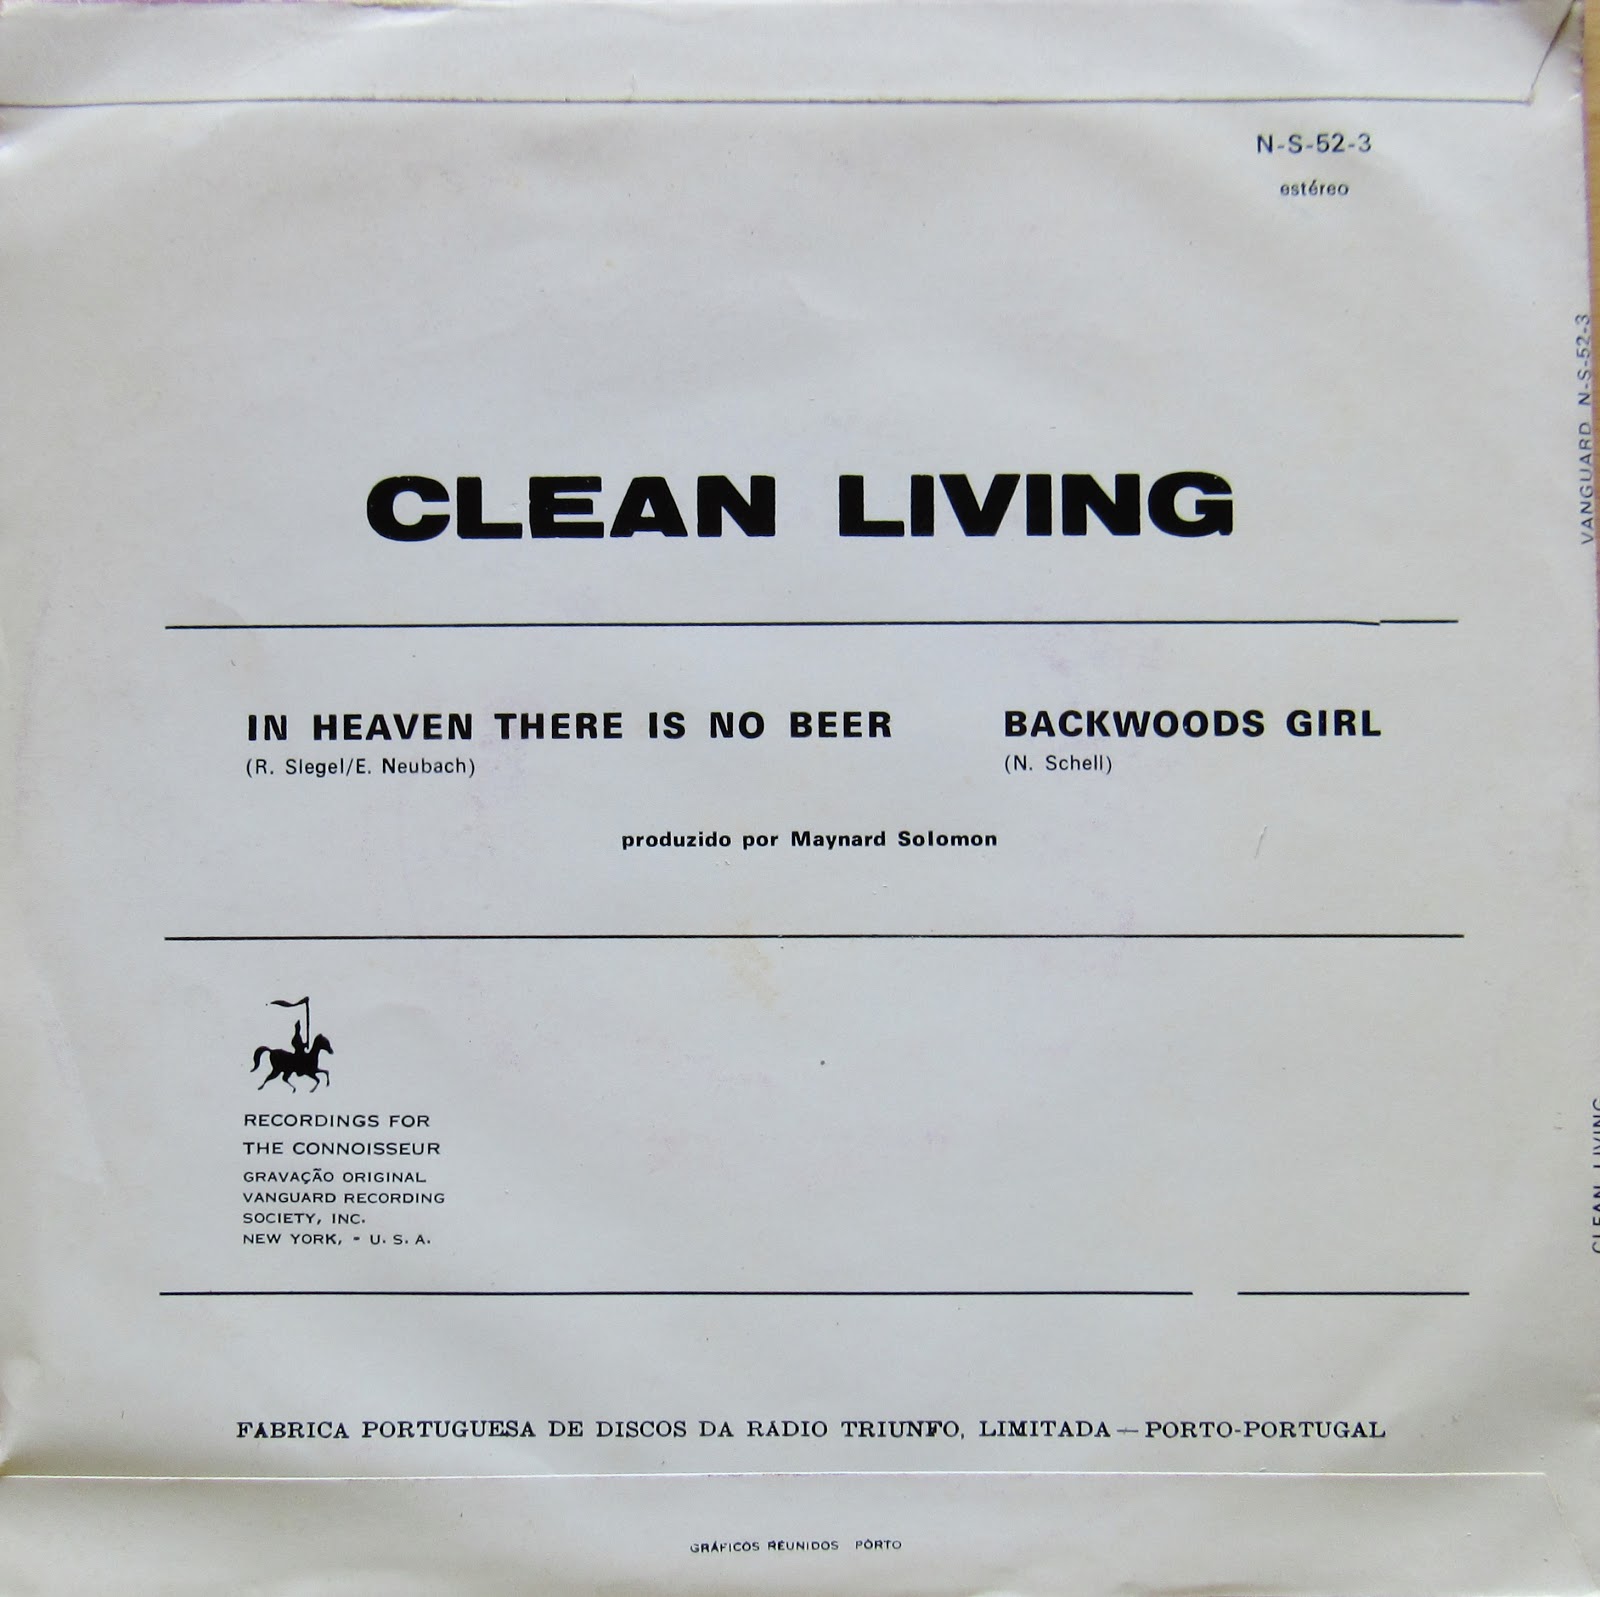 N-S-52-3
estéreo
VANGUARD N-S-52-3
CLEAN LIVING
IN HEAVEN THERE IS NO BEER
(R. Slegel/E. Neubach)
BACKWOODS GIRL
(N. Schell)
produzido por Maynard Solomon
RECORDINGS FOR
THE CONNOISSEUR
GRAVAÇÃO ORIGINAL
VANGUARD RECORDING
SOCIETY, INC.
NEW YORK, - U. S. A.
CLEAN LIVING
FÁBRICA PORTUGUESA DE DISCOS DA RÁDIO TRIUNFO, LIMITADA — PORTO-PORTUGAL
GRÁFICOS REUNIDOS PÔRTO